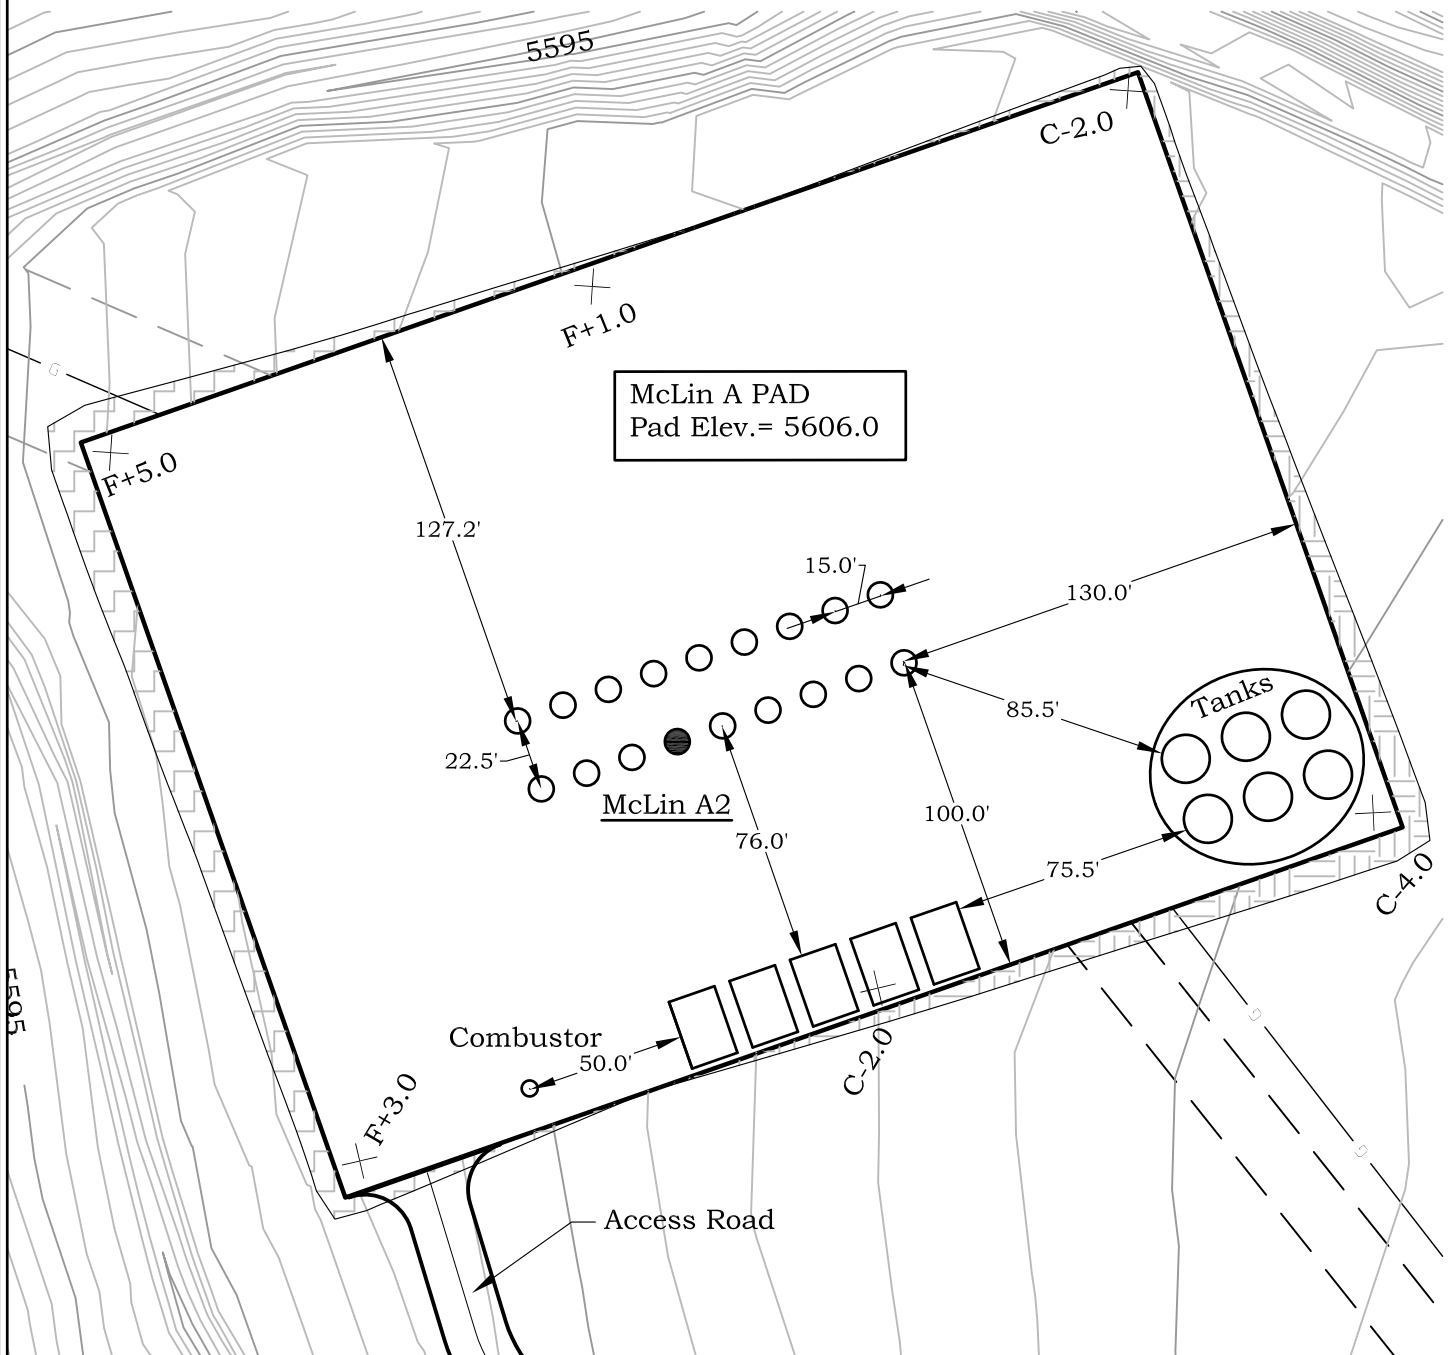 5595
C-2.0
F+1.0
G
McLin A PAD
Pad Elev.= 5606.0
F+5.0
127.2'
15.0'
130.0'
Tanks
85.5'
22.5'
McLin A2
100.0'
76.0'
75.5'
C-4.0
5595
G
Combustor
50.0'
C-2.0
F+3.0
G
Access Road